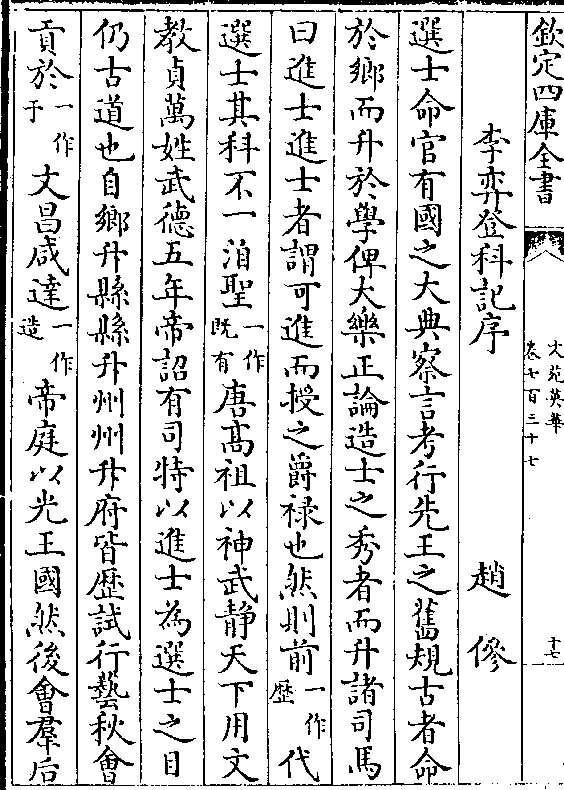 欽定四庫全書
文苑英華
卷七百三十七
十七
李弈登科記序　趙傪
選士命官有國之大典察言考行先王之舊規古者命
於鄉而升於學俾大樂正論造士之秀者而升諸司馬
曰進士進士者謂可進而授之爵祿也然則前一作歷代
選士其科不一洎聖一作既有唐高祖以神武靜天下用文
教貞萬姓武德五年帝詔有司特以進士為選士之目
仍古道也自鄉升縣縣升州州升府皆歷試行藝秋會
貢於一作于文昌咸達一作造帝庭以光王國然後會羣后